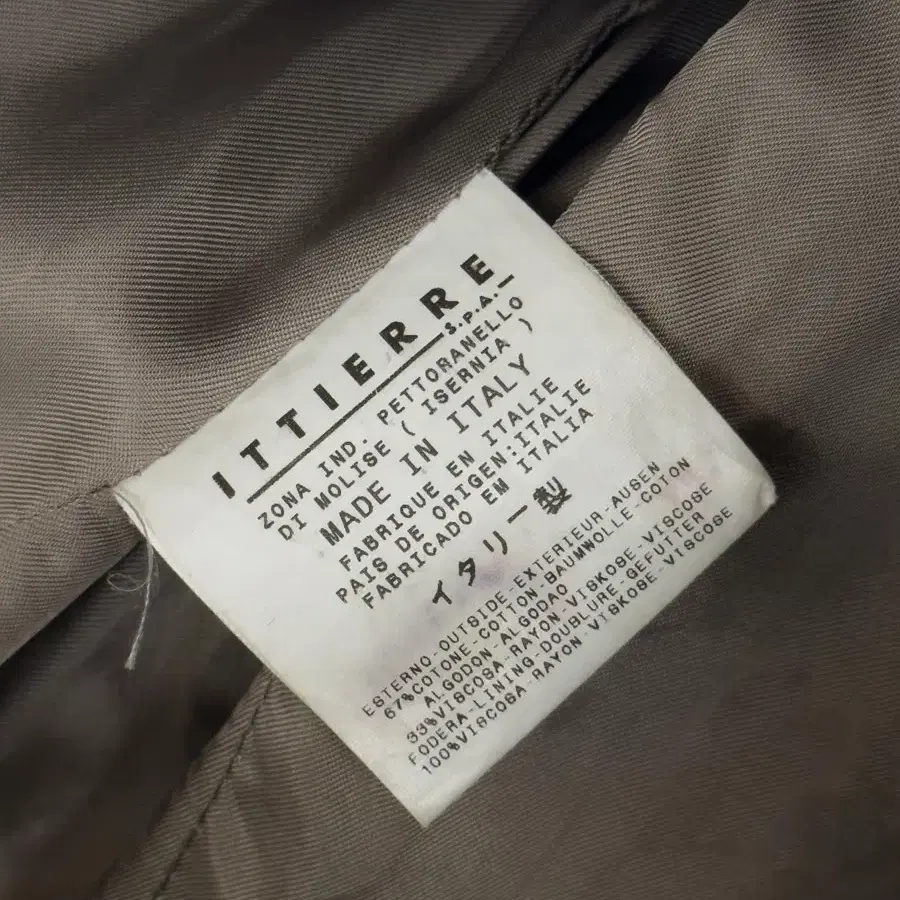 ITTIERRE
S.P.A.
ZONA IND. PETTORANELLO
DI MOLISE ( ISERNIA )
MADE IN ITALY
FABRIQUE EN ITALIE
PAIS DE ORIGEN:ITALIE
FABRICADO EM ITALIA
イタリー製
ESTERNO-OUTSIDE-EXTERIEUR-AUSEN
67%COTONE-COTTON-BAUMWOLLE-COTON
ALGODON-ALGODAO
33%VISCOSA-RAYON-VISKOSE-VISCOSE
FODERA-LINING-DOUBLURE-GEFUTTER
100%VISCOSA-RAYON-VISKOSE-VISCOSE